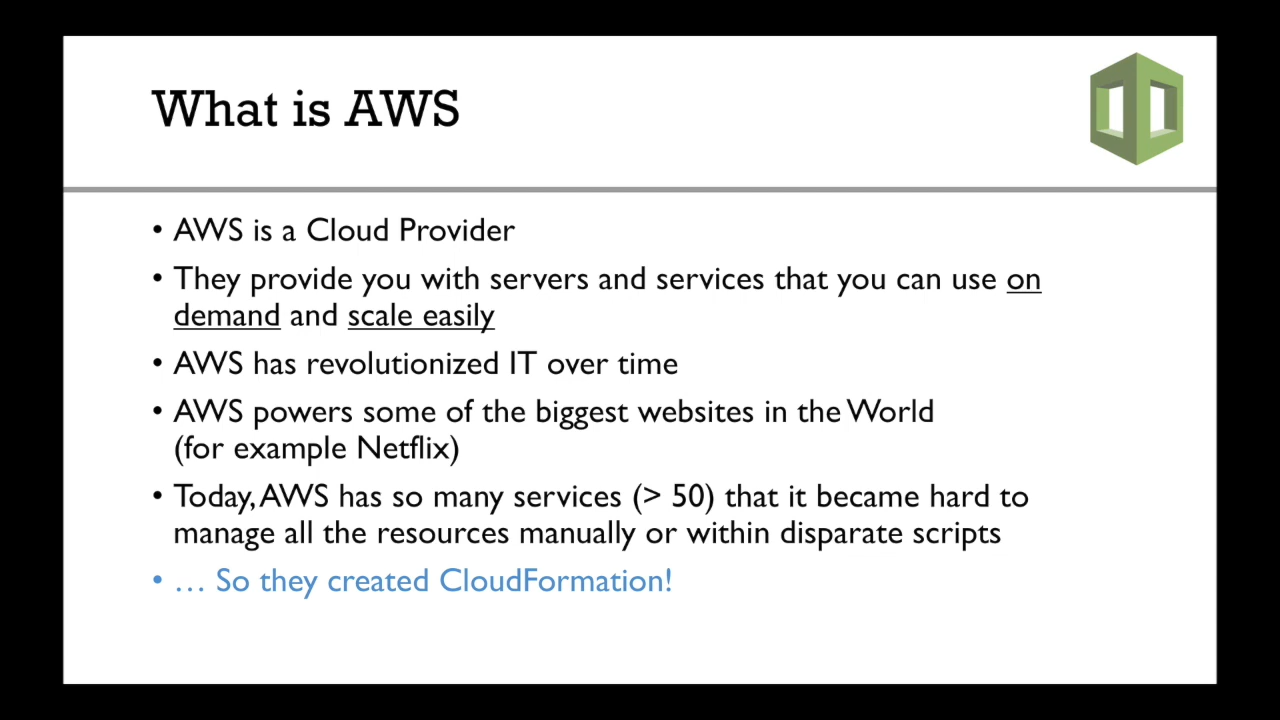 What is AWS
• AWS is a Cloud Provider
• They provide you with servers and services that you can use on
demand and scale easily
• AWS has revolutionized IT over time
• AWS powers some of the biggest websites in the World
(for example Netflix)
• Today, AWS has so many services (> 50) that it became hard to
manage all the resources manually or within disparate scripts
• … So they created CloudFormation!